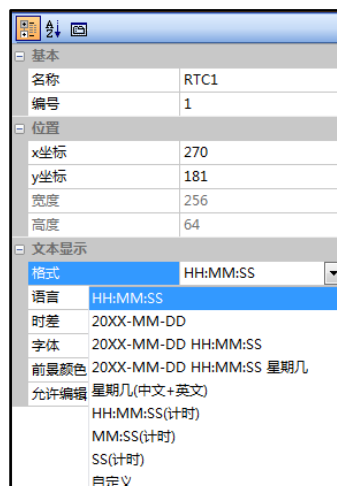 基本
名称 RTC1
编号 1
位置
x坐标 270
y坐标 181
宽度 256
高度 64
文本显示
格式 HH:MM:SS
语言 HH:MM:SS
时差 20XX-MM-DD
字体 20XX-MM-DD HH:MM:SS
前景颜色 20XX-MM-DD HH:MM:SS 星期几
允许编辑 星期几(中文+英文)
HH:MM:SS(计时)
MM:SS(计时)
SS(计时)
自定义